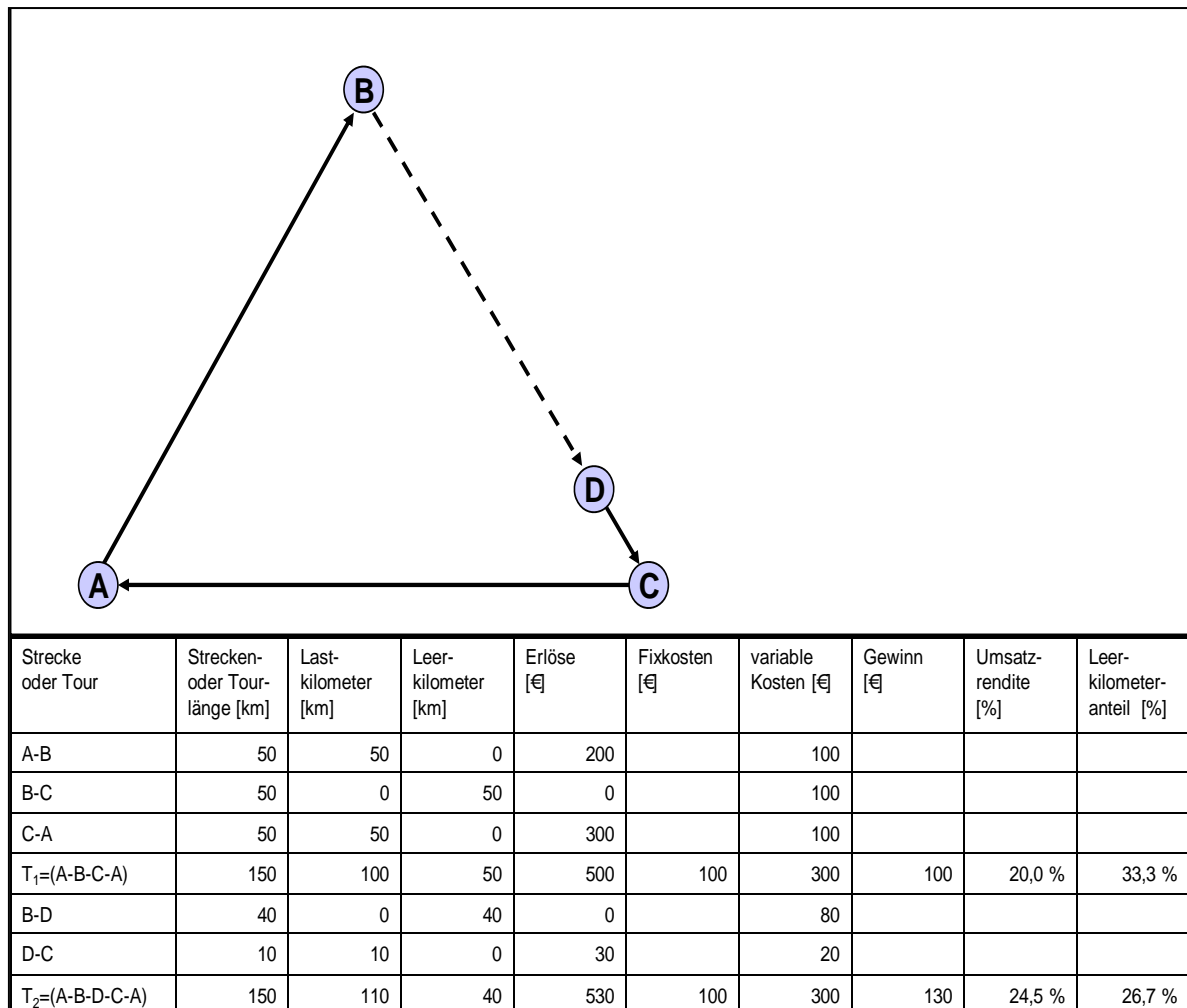 B
D
A
C
Strecke oder Tour | Strecken- oder Tour- länge [km] | Last- kilometer [km] | Leer- kilometer [km] | Erlöse [€] | Fixkosten [€] | variable Kosten [€] | Gewinn [€] | Umsatz- rendite [%] | Leer- kilometer- anteil [%]
A-B | 50 | 50 | 0 | 200 | | 100 | | |
B-C | 50 | 0 | 50 | 0 | | 100 | | |
C-A | 50 | 50 | 0 | 300 | | 100 | | |
T₁=(A-B-C-A) | 150 | 100 | 50 | 500 | 100 | 300 | 100 | 20,0 % | 33,3 %
B-D | 40 | 0 | 40 | 0 | | 80 | | |
D-C | 10 | 10 | 0 | 30 | | 20 | | |
T₂=(A-B-D-C-A) | 150 | 110 | 40 | 530 | 100 | 300 | 130 | 24,5 % | 26,7 %